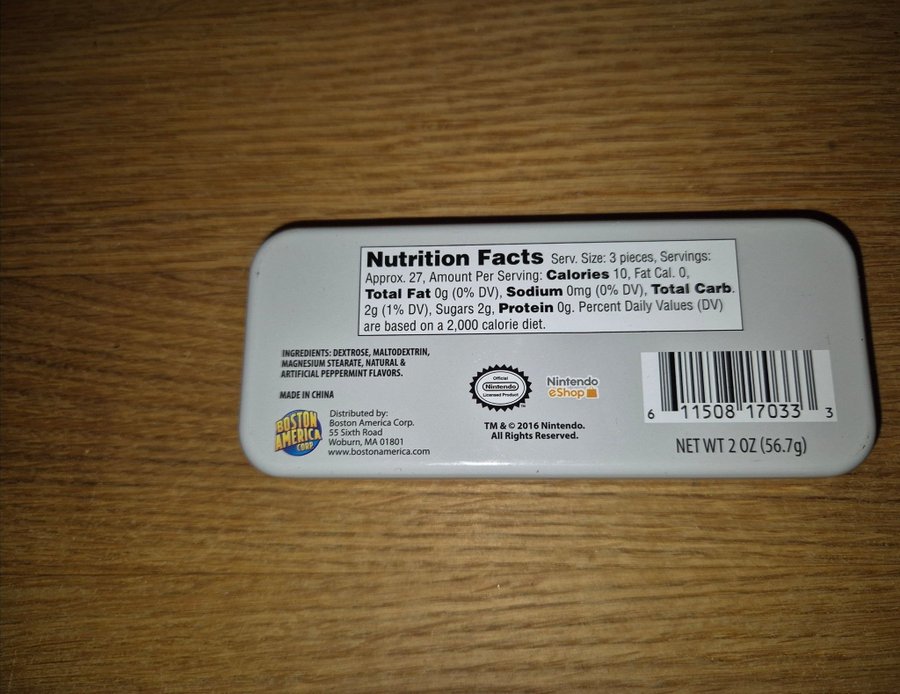 Nutrition Facts Serv. Size: 3 pieces, Servings:
Approx. 27, Amount Per Serving: Calories 10, Fat Cal. 0,
Total Fat 0g (0% DV), Sodium 0mg (0% DV), Total Carb.
2g (1% DV), Sugars 2g, Protein 0g. Percent Daily Values (DV)
are based on a 2,000 calorie diet.
INGREDIENTS: DEXTROSE, MALTODEXTRIN,
MAGNESIUM STEARATE, NATURAL &
ARTIFICIAL PEPPERMINT FLAVORS.
MADE IN CHINA
BOSTON
AMERICA
CORP.
Distributed by:
Boston America Corp.
55 Sixth Road
Woburn, MA 01801
www.bostonamerica.com
Official
Nintendo
Licensed Product
TM
Nintendo
eShop
TM & © 2016 Nintendo.
All Rights Reserved.
6 11508 17033 3
NET WT 2 OZ (56.7g)